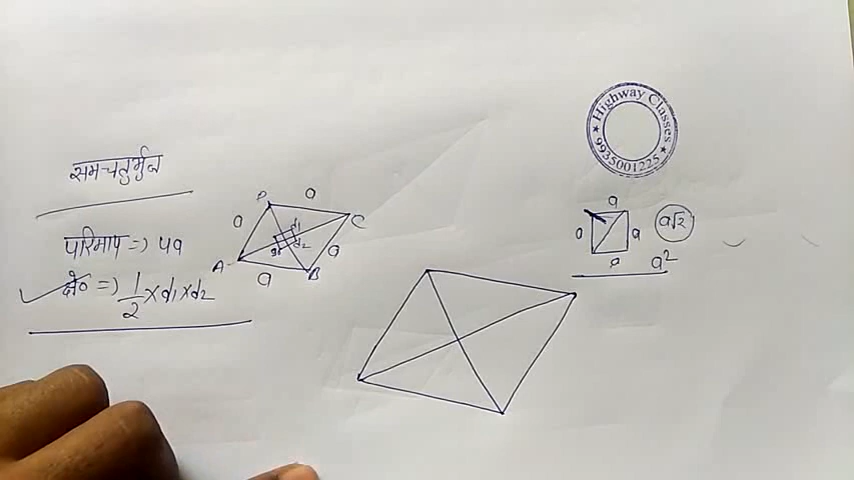 समचतुर्भुज
परिमाप => 4a
क्षे० => 1/2 × d1 × d2
D
a
a
d1
C
d2
90
a
A
a
B
Highway Classes
★ 9935001225 ★
a
a
a
a
a√2
a²